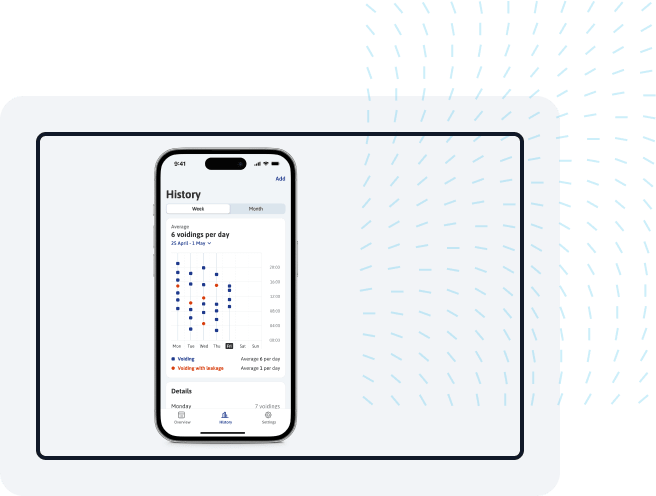 9:41
Add
History
Week Month
Average
6 voidings per day
25 April - 1 May
20:00
16:00
12:00
08:00
04:00
00:00
Mon Tue Wed Thu Fri Sat Sun
Voiding Average 6 per day
Voiding with leakage Average 1 per day
Details
Monday 7 voidings
Overview History Settings